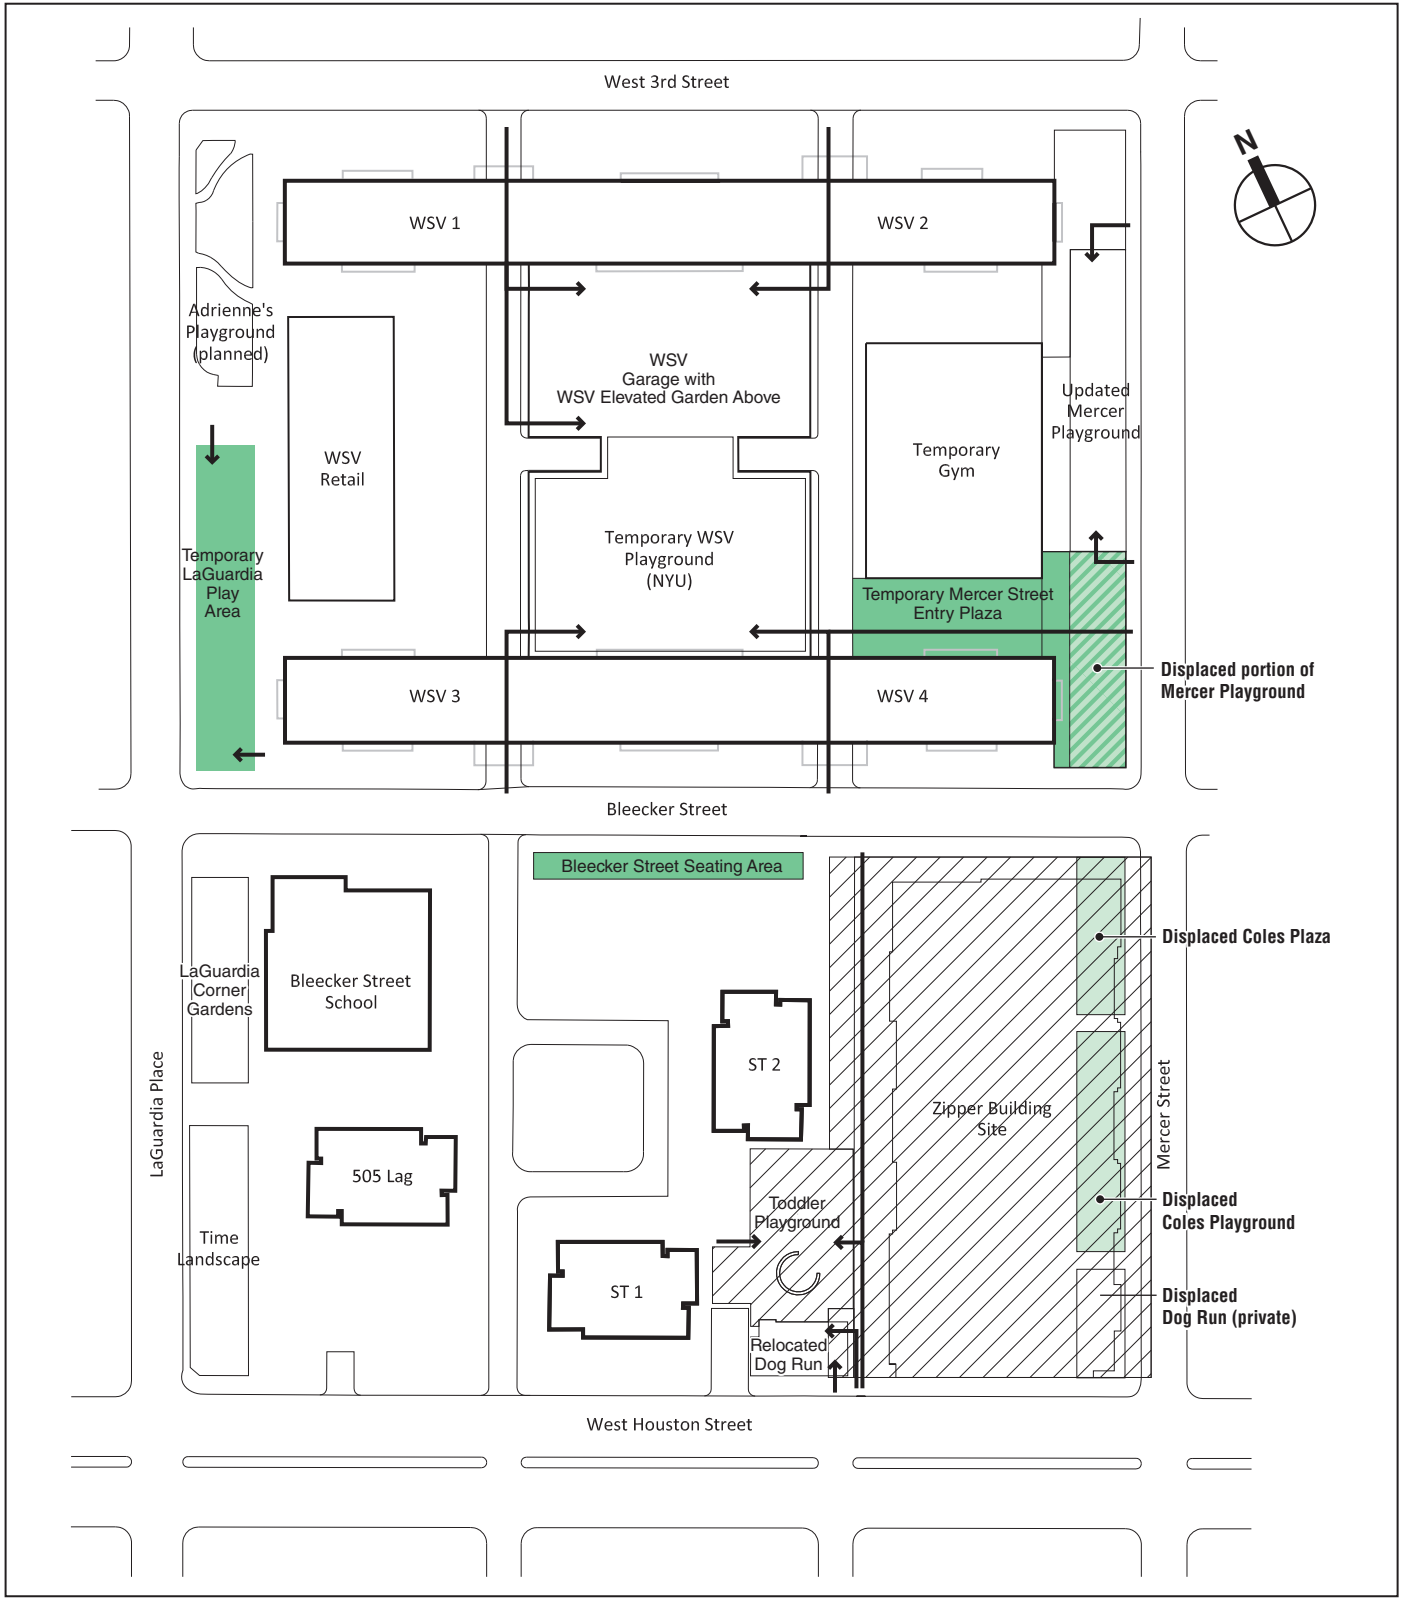 West 3rd Street
N
WSV 1
WSV 2
Adrienne's
Playground
(planned)
WSV
Garage with
WSV Elevated Garden Above
Updated
Mercer
Playground
WSV
Retail
Temporary
Gym
Temporary WSV
Playground
(NYU)
Temporary
LaGuardia
Play
Area
Temporary Mercer Street
Entry Plaza
Displaced portion of
Mercer Playground
WSV 3
WSV 4
Bleecker Street
Bleecker Street Seating Area
Displaced Coles Plaza
LaGuardia
Corner
Gardens
Bleecker Street
School
ST 2
LaGuardia Place
Zipper Building
Site
Mercer Street
505 Lag
Displaced
Coles Playground
Toddler
Playground
Time
Landscape
ST 1
Displaced
Dog Run (private)
Relocated
Dog Run
West Houston Street